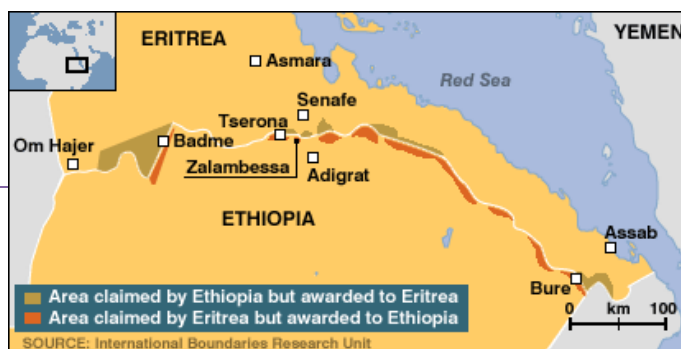 ERITREA
YEMEN
Asmara
Red Sea
Senafe
Tserona
Om Hajer
Badme
Zalambessa
Adigrat
ETHIOPIA
Assab
Bure
Area claimed by Ethiopia but awarded to Eritrea
Area claimed by Eritrea but awarded to Ethiopia
0 km 100
SOURCE: International Boundaries Research Unit